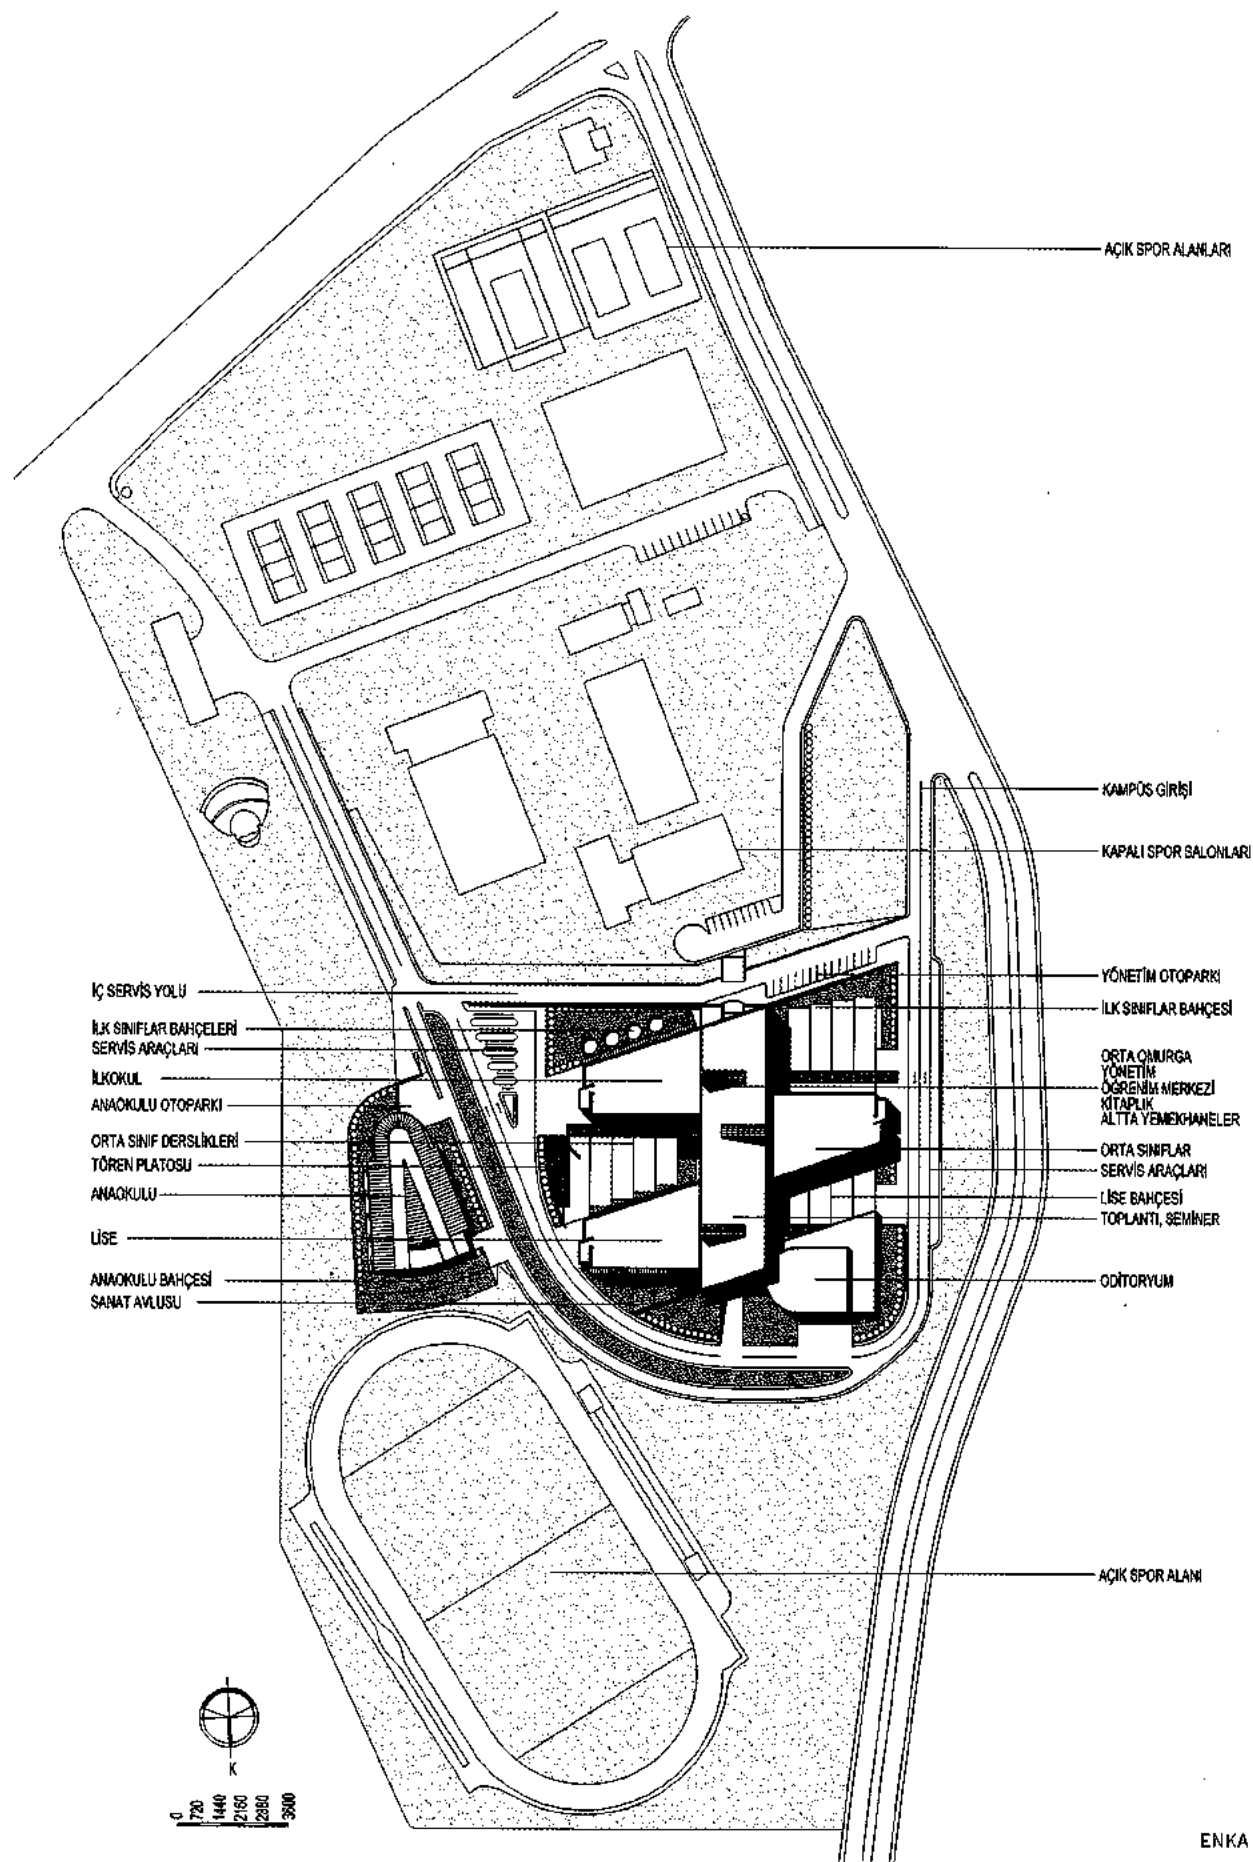 AÇIK SPOR ALANLARI
KAMPÜS GİRİŞİ
KAPALI SPOR SALONLARI
YÖNETİM OTOPARKI
İLK SINIFLAR BAHÇESİ
ORTA OMURGA
YÖNETİM
ÖĞRENİM MERKEZİ
KİTAPLIK
ALTTA YEMEKHANELER
ORTA SINIFLAR
SERVİS ARAÇLARI
LİSE BAHÇESİ
TOPLANTI, SEMİNER
ODİTORYUM
AÇIK SPOR ALANI
İÇ SERVİS YOLU
İLK SINIFLAR BAHÇELERİ
SERVİS ARAÇLARI
İLKOKUL
ANAOKULU OTOPARKI
ORTA SINIF DERSLİKLERİ
TÖREN PLATOSU
ANAOKULU
LİSE
ANAOKULU BAHÇESİ
SANAT AVLUSU
K
0 720 1440 2160 2880 3600
ENKA